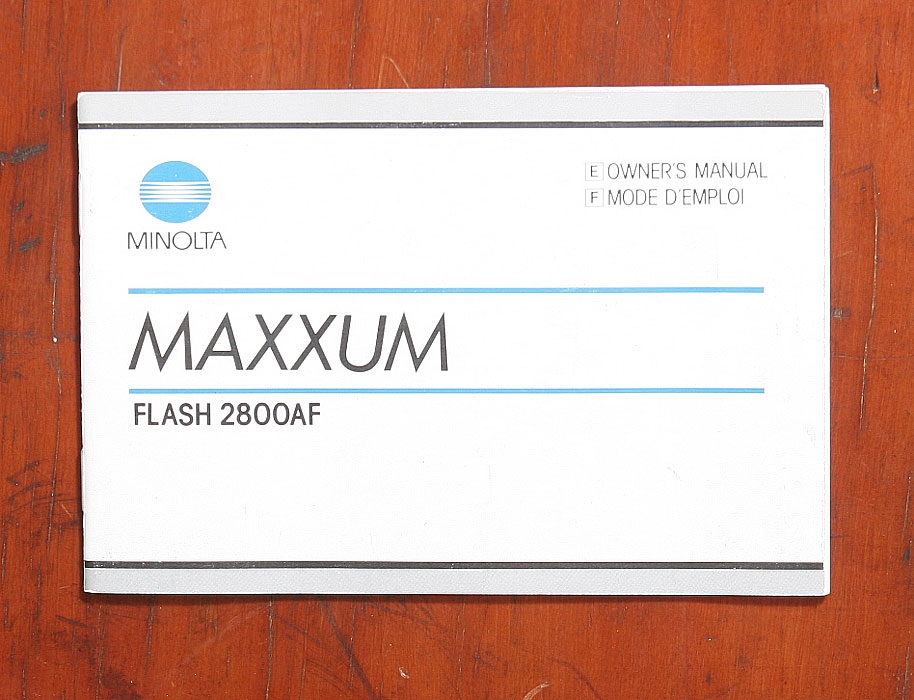 MINOLTA
E OWNER'S MANUAL
F MODE D'EMPLOI
MAXXUM
FLASH 2800AF